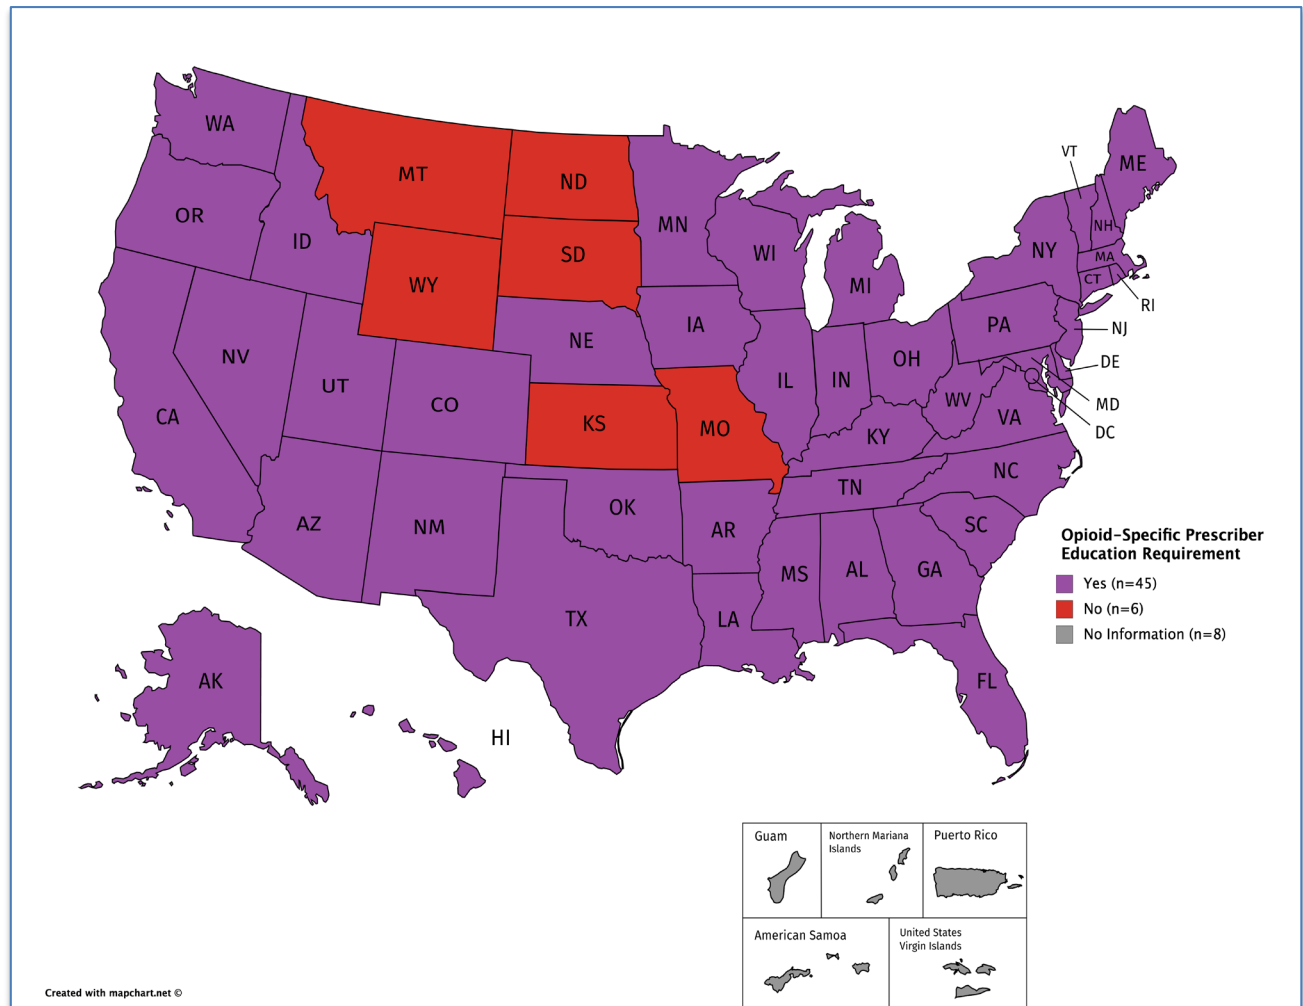 WA
MT
ND
MN
OR
ID
SD
WI
MI
NY
VT
ME
NH
MA
CT
RI
WY
NE
IA
PA
NJ
NV
UT
CO
IL
IN
OH
DE
MD
DC
CA
KS
MO
KY
WV
VA
AZ
NM
OK
AR
TN
NC
SC
MS
AL
GA
TX
LA
FL
AK
HI
Opioid-Specific Prescriber
Education Requirement
Yes (n=45)
No (n=6)
No Information (n=8)
Guam
Northern Mariana
Islands
Puerto Rico
American Samoa
United States
Virgin Islands
Created with mapchart.net ©